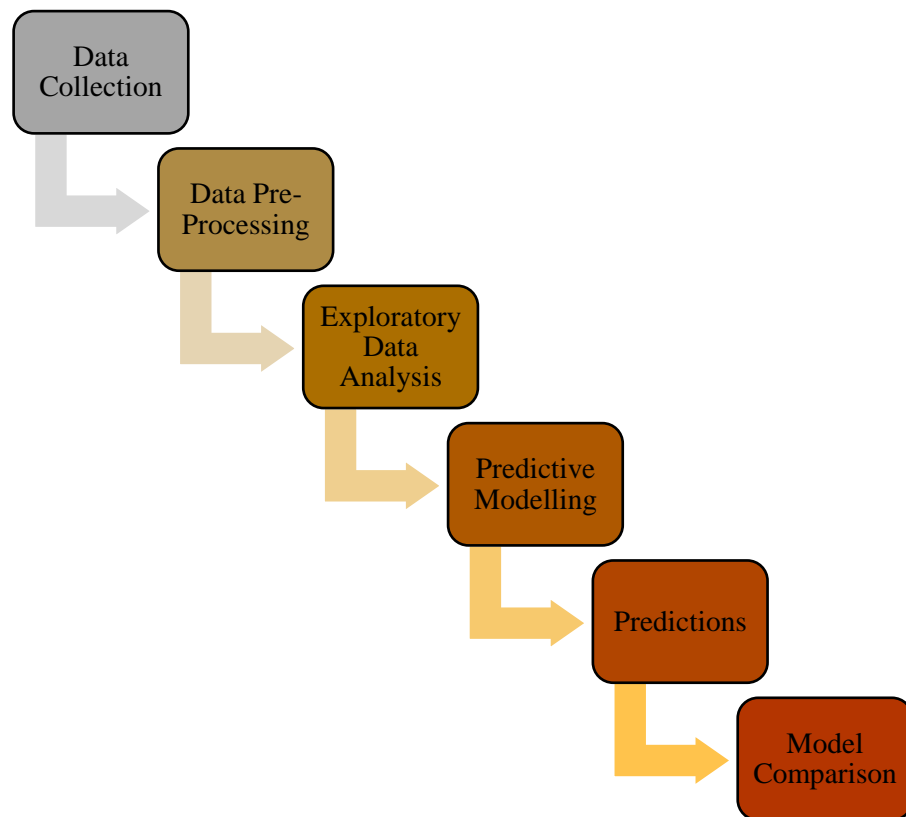 Data
Collection
Data Pre-
Processing
Exploratory
Data
Analysis
Predictive
Modelling
Predictions
Model
Comparison